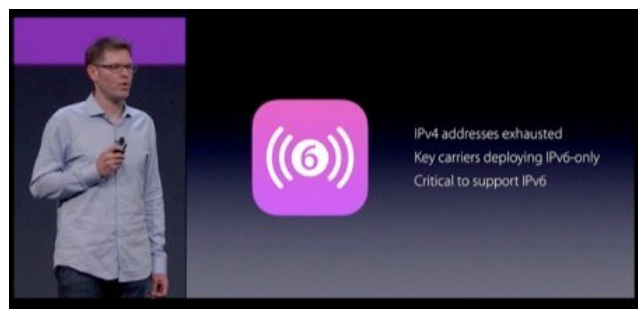 6
IPv4 addresses exhausted
Key carriers deploying IPv6-only
Critical to support IPv6